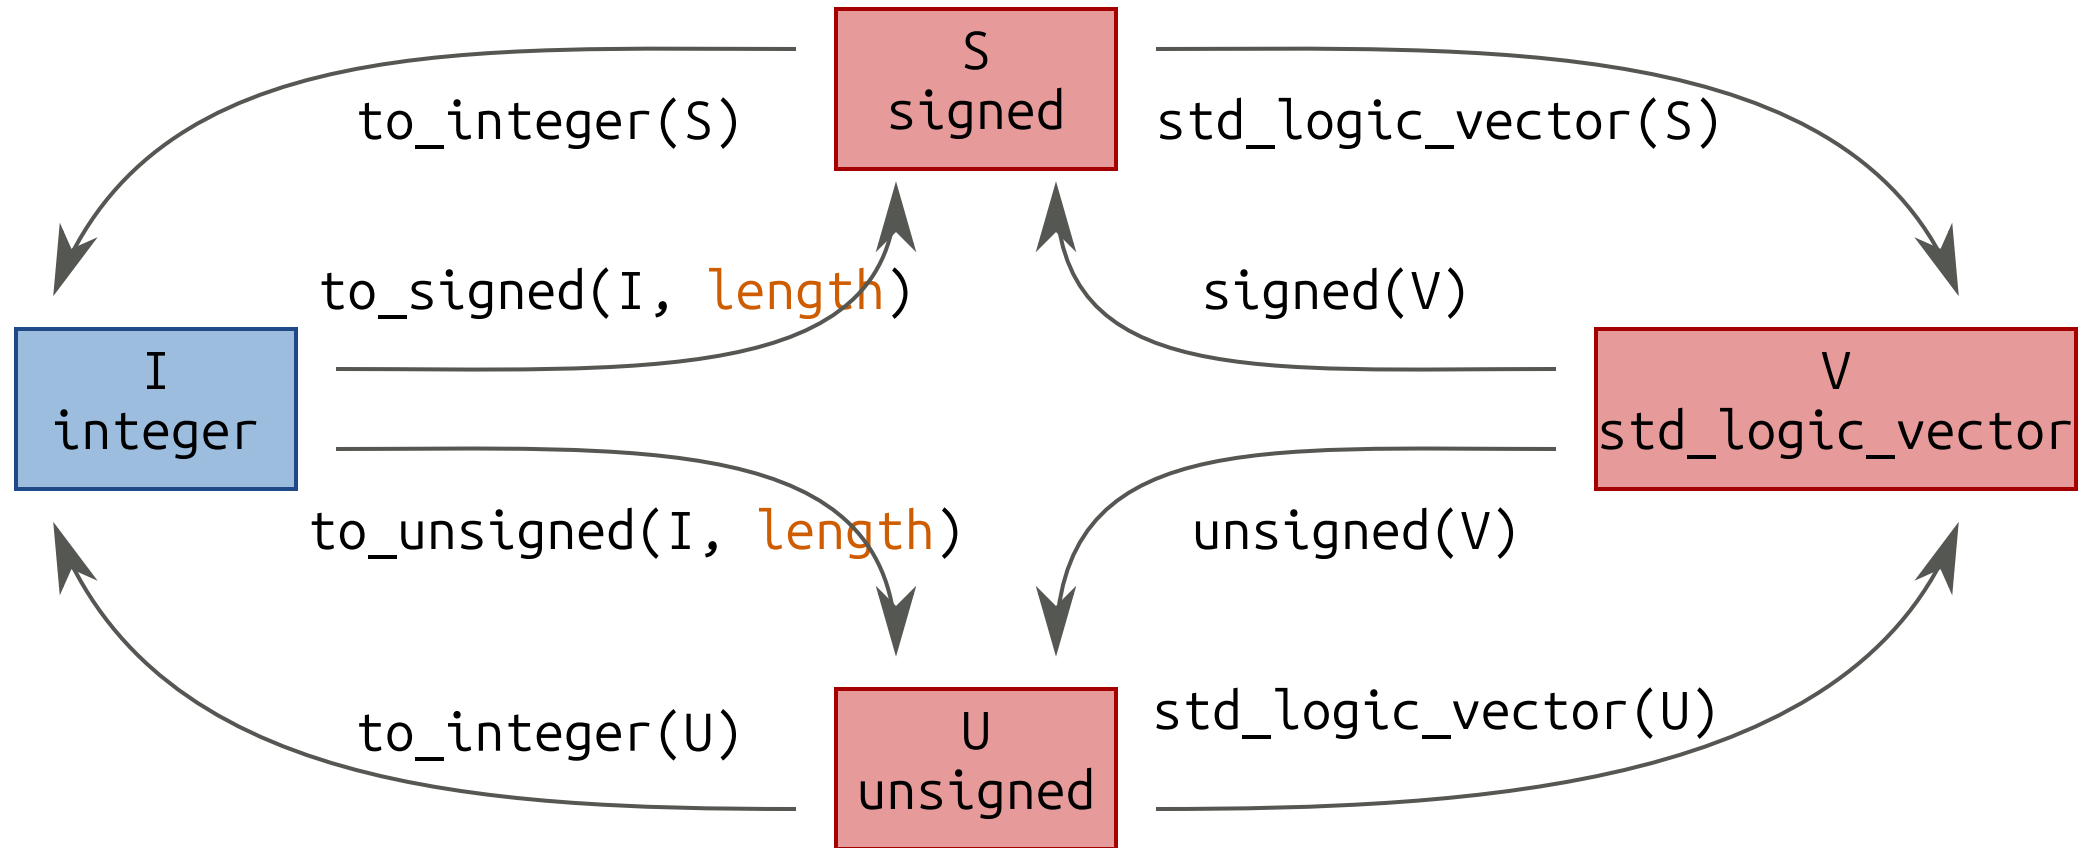 S
signed
to_integer(S)
std_logic_vector(S)
to_signed(I, length)
signed(V)
I
integer
V
std_logic_vector
to_unsigned(I, length)
unsigned(V)
to_integer(U)
std_logic_vector(U)
U
unsigned